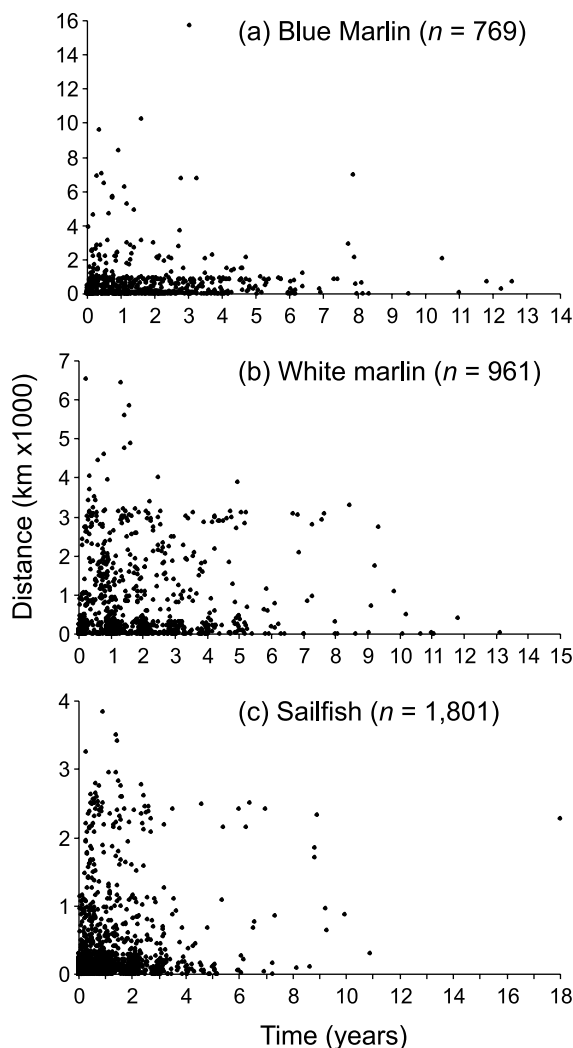 (a) Blue Marlin (n = 769)
16
14
12
10
8
6
4
2
0
0 1 2 3 4 5 6 7 8 9 10 11 12 13 14
(b) White marlin (n = 961)
7
6
5
4
3
2
1
0
0 1 2 3 4 5 6 7 8 9 10 11 12 13 14 15
Distance (km x1000)
(c) Sailfish (n = 1,801)
4
3
2
1
0
0 2 4 6 8 10 12 14 16 18
Time (years)